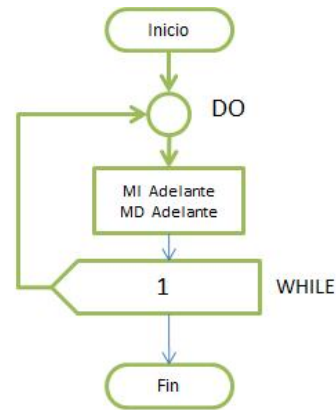 Inicio
DO
MI Adelante
MD Adelante
1
WHILE
Fin